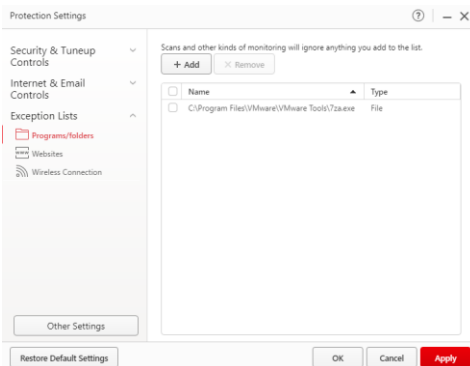 Protection Settings
?
Security & Tuneup
Controls
Internet & Email
Controls
Exception Lists
Programs/folders
www Websites
Wireless Connection
Other Settings
Scans and other kinds of monitoring will ignore anything you add to the list.
+ Add
× Remove
Name
Type
C:\Program Files\VMware\VMware Tools\7za.exe
File
Restore Default Settings
OK
Cancel
Apply